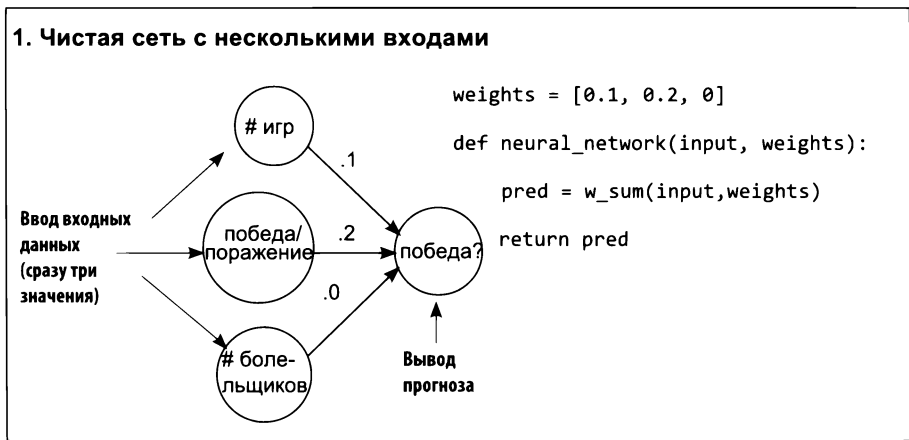 1. Чистая сеть с несколькими входами
# игр
.1
Ввод входных
данных
(сразу три
значения)
победа/
поражение
.2
победа?
.0
# боле-
льщиков
Вывод
прогноза
weights = [0.1, 0.2, 0]
def neural_network(input, weights):
pred = w_sum(input,weights)
return pred